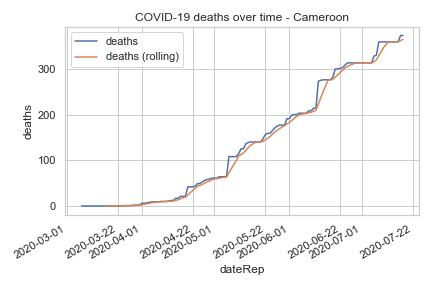 COVID-19 deaths over time - Cameroon
deaths
deaths (rolling)
300
200
100
0
deaths
2020-03-01
2020-03-22
2020-04-01
2020-04-22
2020-05-01
2020-05-22
2020-06-01
2020-06-22
2020-07-01
2020-07-22
dateRep